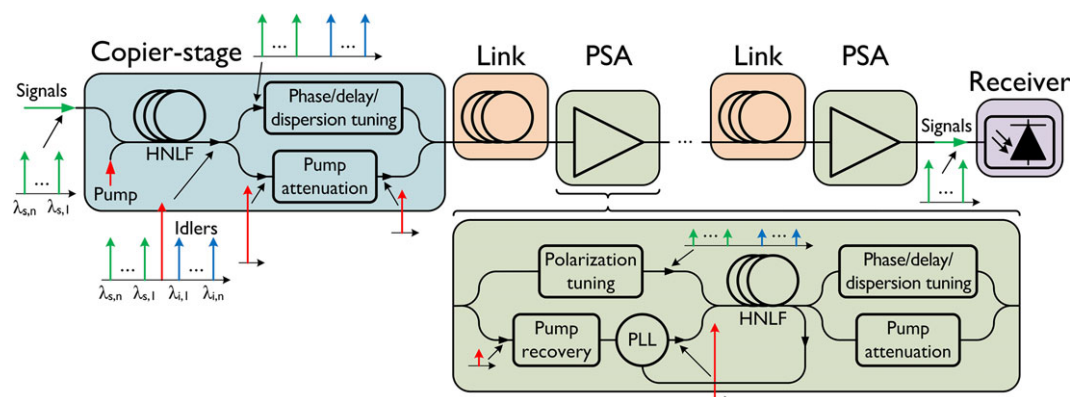 Copier-stage
Link
PSA
Link
PSA
Receiver
Signals
HNLF
Pump
Phase/delay/
dispersion tuning
Pump
attenuation
...
Signals
... ...
...
λs,n λs,1
...
Idlers
... ...
λs,n λs,1 λi,1 λi,n
Polarization
tuning
... ...
HNLF
Phase/delay/
dispersion tuning
Pump
recovery
PLL
Pump
attenuation